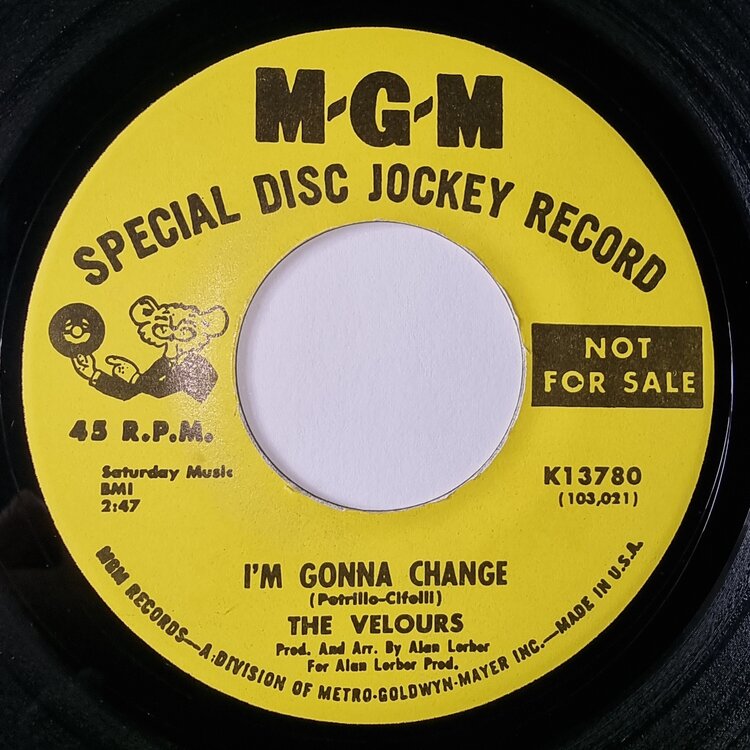 M-G-M
SPECIAL DISC JOCKEY RECORD
NOT
FOR SALE
45 R.P.M.
Saturday Music
BMI
2:47
K13780
(103,021)
I'M GONNA CHANGE
(Petrillo-Cifelli)
THE VELOURS
Prod. And Arr. By Alan Lorber
For Alan Lorber Prod.
MGM RECORDS—A DIVISION OF METRO-GOLDWYN-MAYER INC.—MADE IN U.S.A.